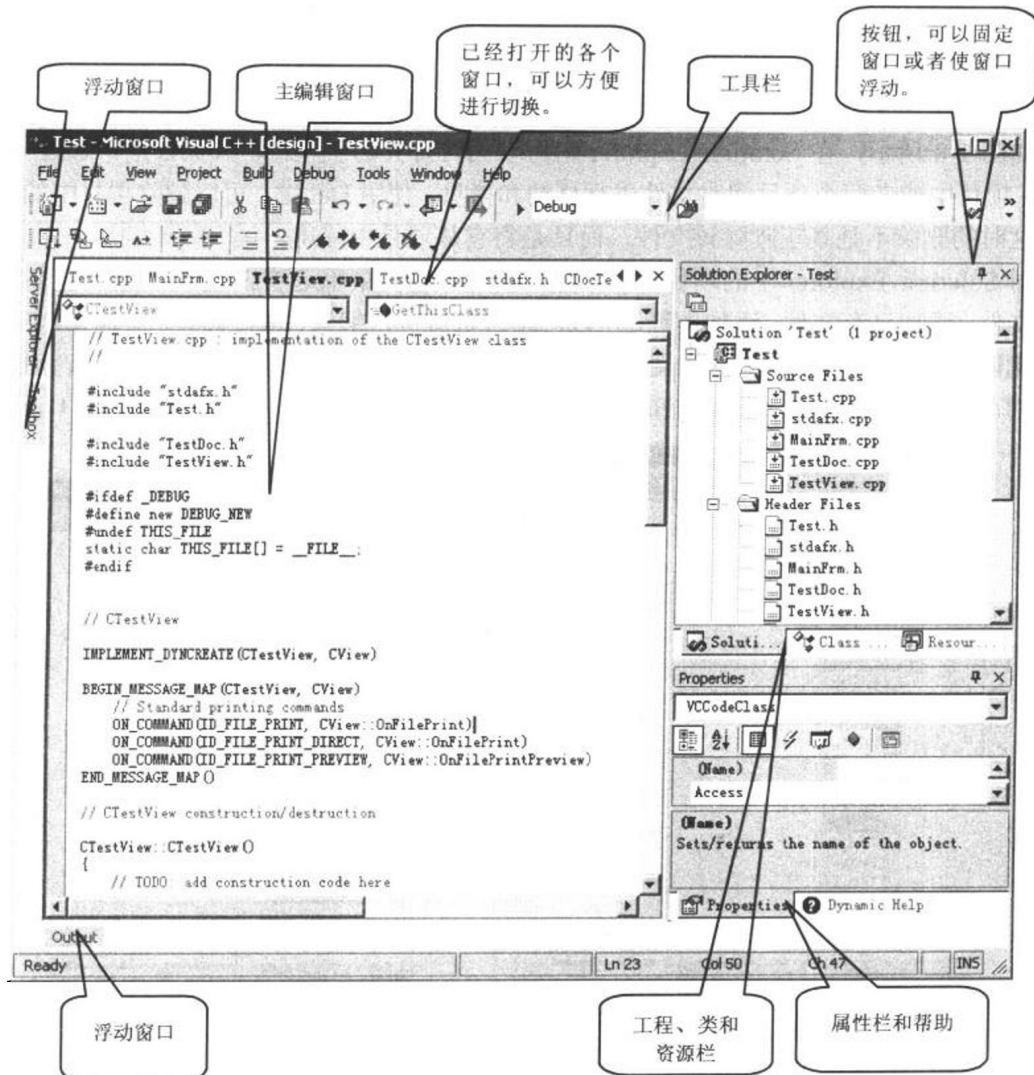 浮动窗口
主编辑窗口
已经打开的各个
窗口，可以方便
进行切换。
工具栏
按钮，可以固定
窗口或者使窗口
浮动。
Test - Microsoft Visual C++ [design] - TestView.cpp
File Edit View Project Build Debug Tools Window Help
Debug
Server Explorer
Toolbox
Test.cpp MainFrm.cpp TestView.cpp TestDoc.cpp stdafx.h CDocTe
CTestView
GetThisClass
// TestView.cpp : implementation of the CTestView class
//
#include "stdafx.h"
#include "Test.h"
#include "TestDoc.h"
#include "TestView.h"
#ifdef _DEBUG
#define new DEBUG_NEW
#undef THIS_FILE
static char THIS_FILE[] = __FILE__;
#endif
// CTestView
IMPLEMENT_DYNCREATE(CTestView, CView)
BEGIN_MESSAGE_MAP(CTestView, CView)
// Standard printing commands
ON_COMMAND(ID_FILE_PRINT, CView::OnFilePrint)
ON_COMMAND(ID_FILE_PRINT_DIRECT, CView::OnFilePrint)
ON_COMMAND(ID_FILE_PRINT_PREVIEW, CView::OnFilePrintPreview)
END_MESSAGE_MAP()
// CTestView construction/destruction
CTestView::CTestView()
{
// TODO: add construction code here
Solution Explorer - Test
Solution 'Test' (1 project)
Test
Source Files
Test.cpp
stdafx.cpp
MainFrm.cpp
TestDoc.cpp
TestView.cpp
Header Files
Test.h
stdafx.h
MainFrm.h
TestDoc.h
TestView.h
Soluti... Class ... Resour...
Properties
VCCodeClass
(Name)
Access
(Name)
Sets/returns the name of the object.
Properties Dynamic Help
Output
Ready Ln 23 Col 50 Ch 47 INS
浮动窗口
工程、类和
资源栏
属性栏和帮助